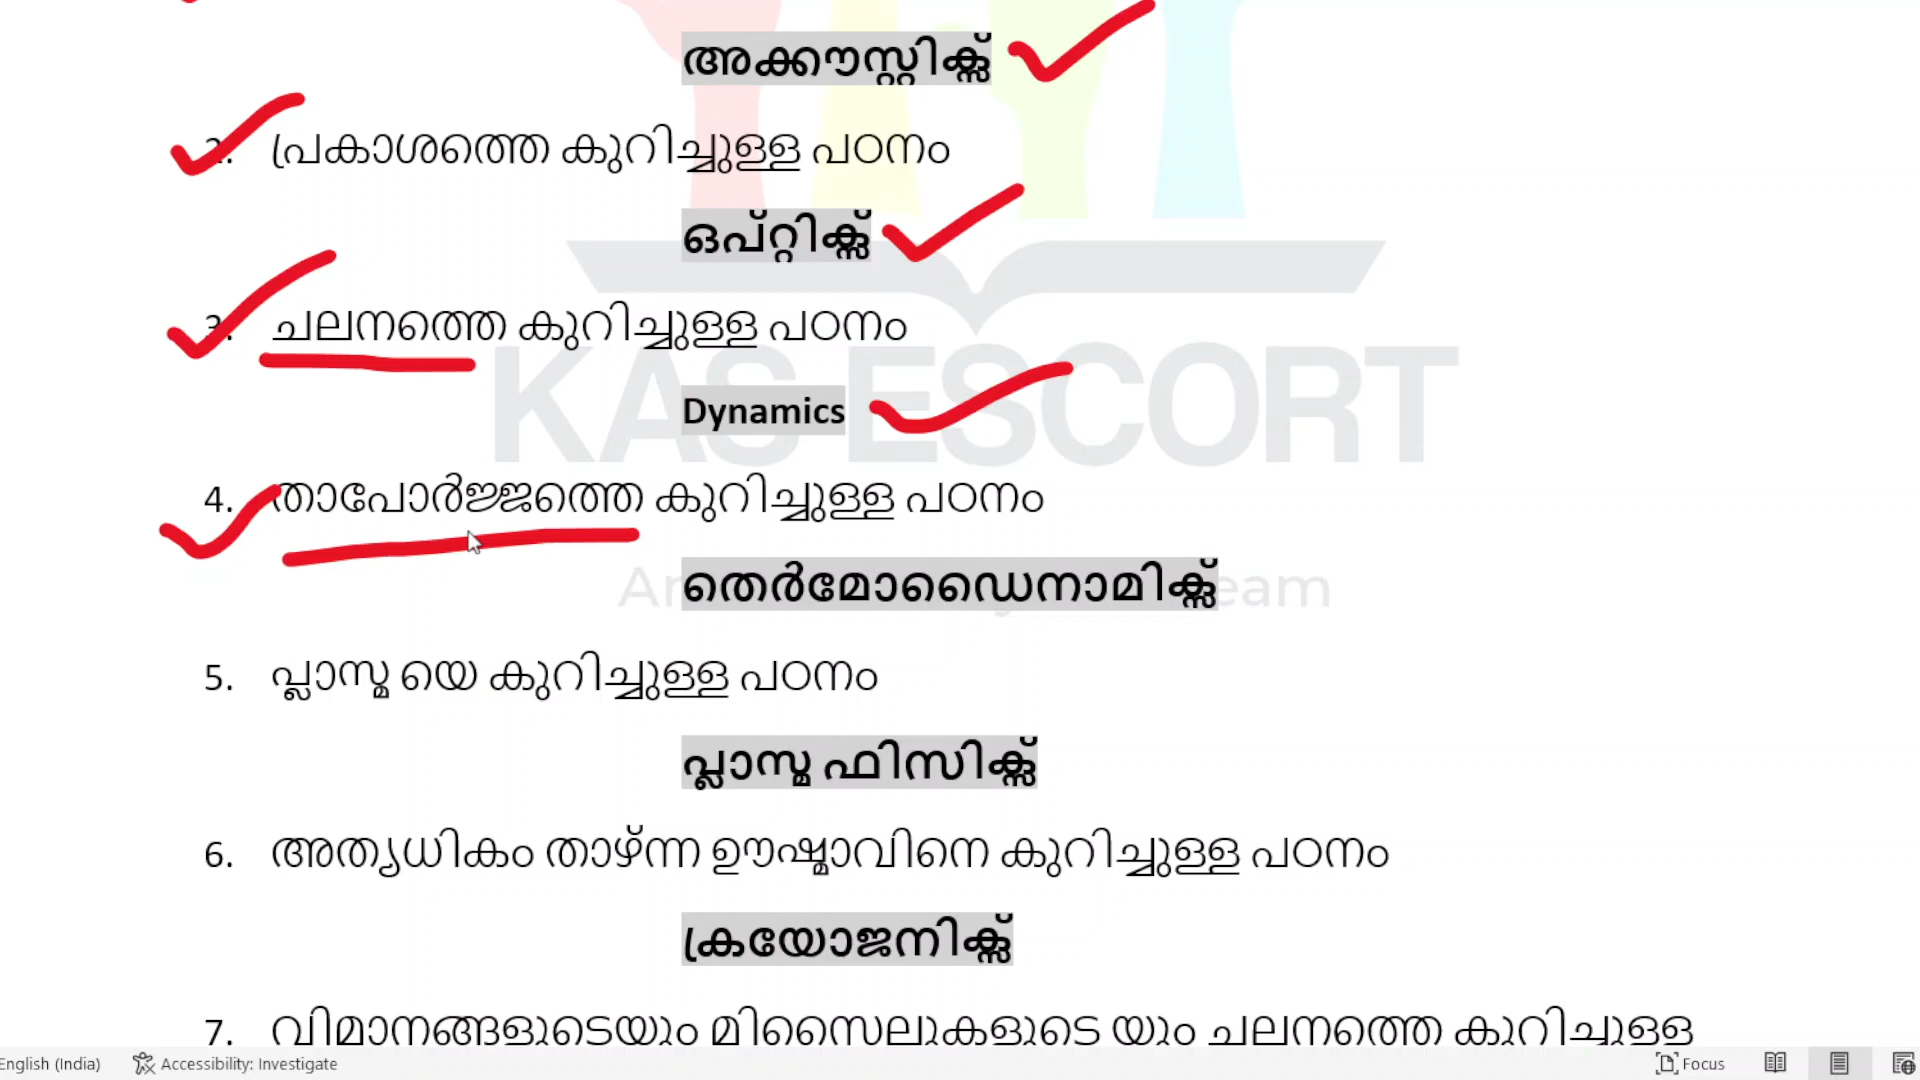 അക്കൗസ്റ്റിക്സ്
2. പ്രകാശത്തെ കുറിച്ചുള്ള പഠനം
ഒപ്റ്റിക്സ്
3. ചലനത്തെ കുറിച്ചുള്ള പഠനം
KAS ESCORT
Dynamics
4. താപോർജ്ജത്തെ കുറിച്ചുള്ള പഠനം
തെർമോഡൈനാമിക്സ്
5. പ്ലാസ്മ യെ കുറിച്ചുള്ള പഠനം
പ്ലാസ്മ ഫിസിക്സ്
6. അത്യധികം താഴ്ന്ന ഊഷ്മാവിനെ കുറിച്ചുള്ള പഠനം
ക്രയോജനിക്സ്
7. വിമാനങ്ങളുടെയും മിസൈലുകളുടെ യും ചലനത്തെ കുറിച്ചുള്ള
English (India) Accessibility: Investigate Focus